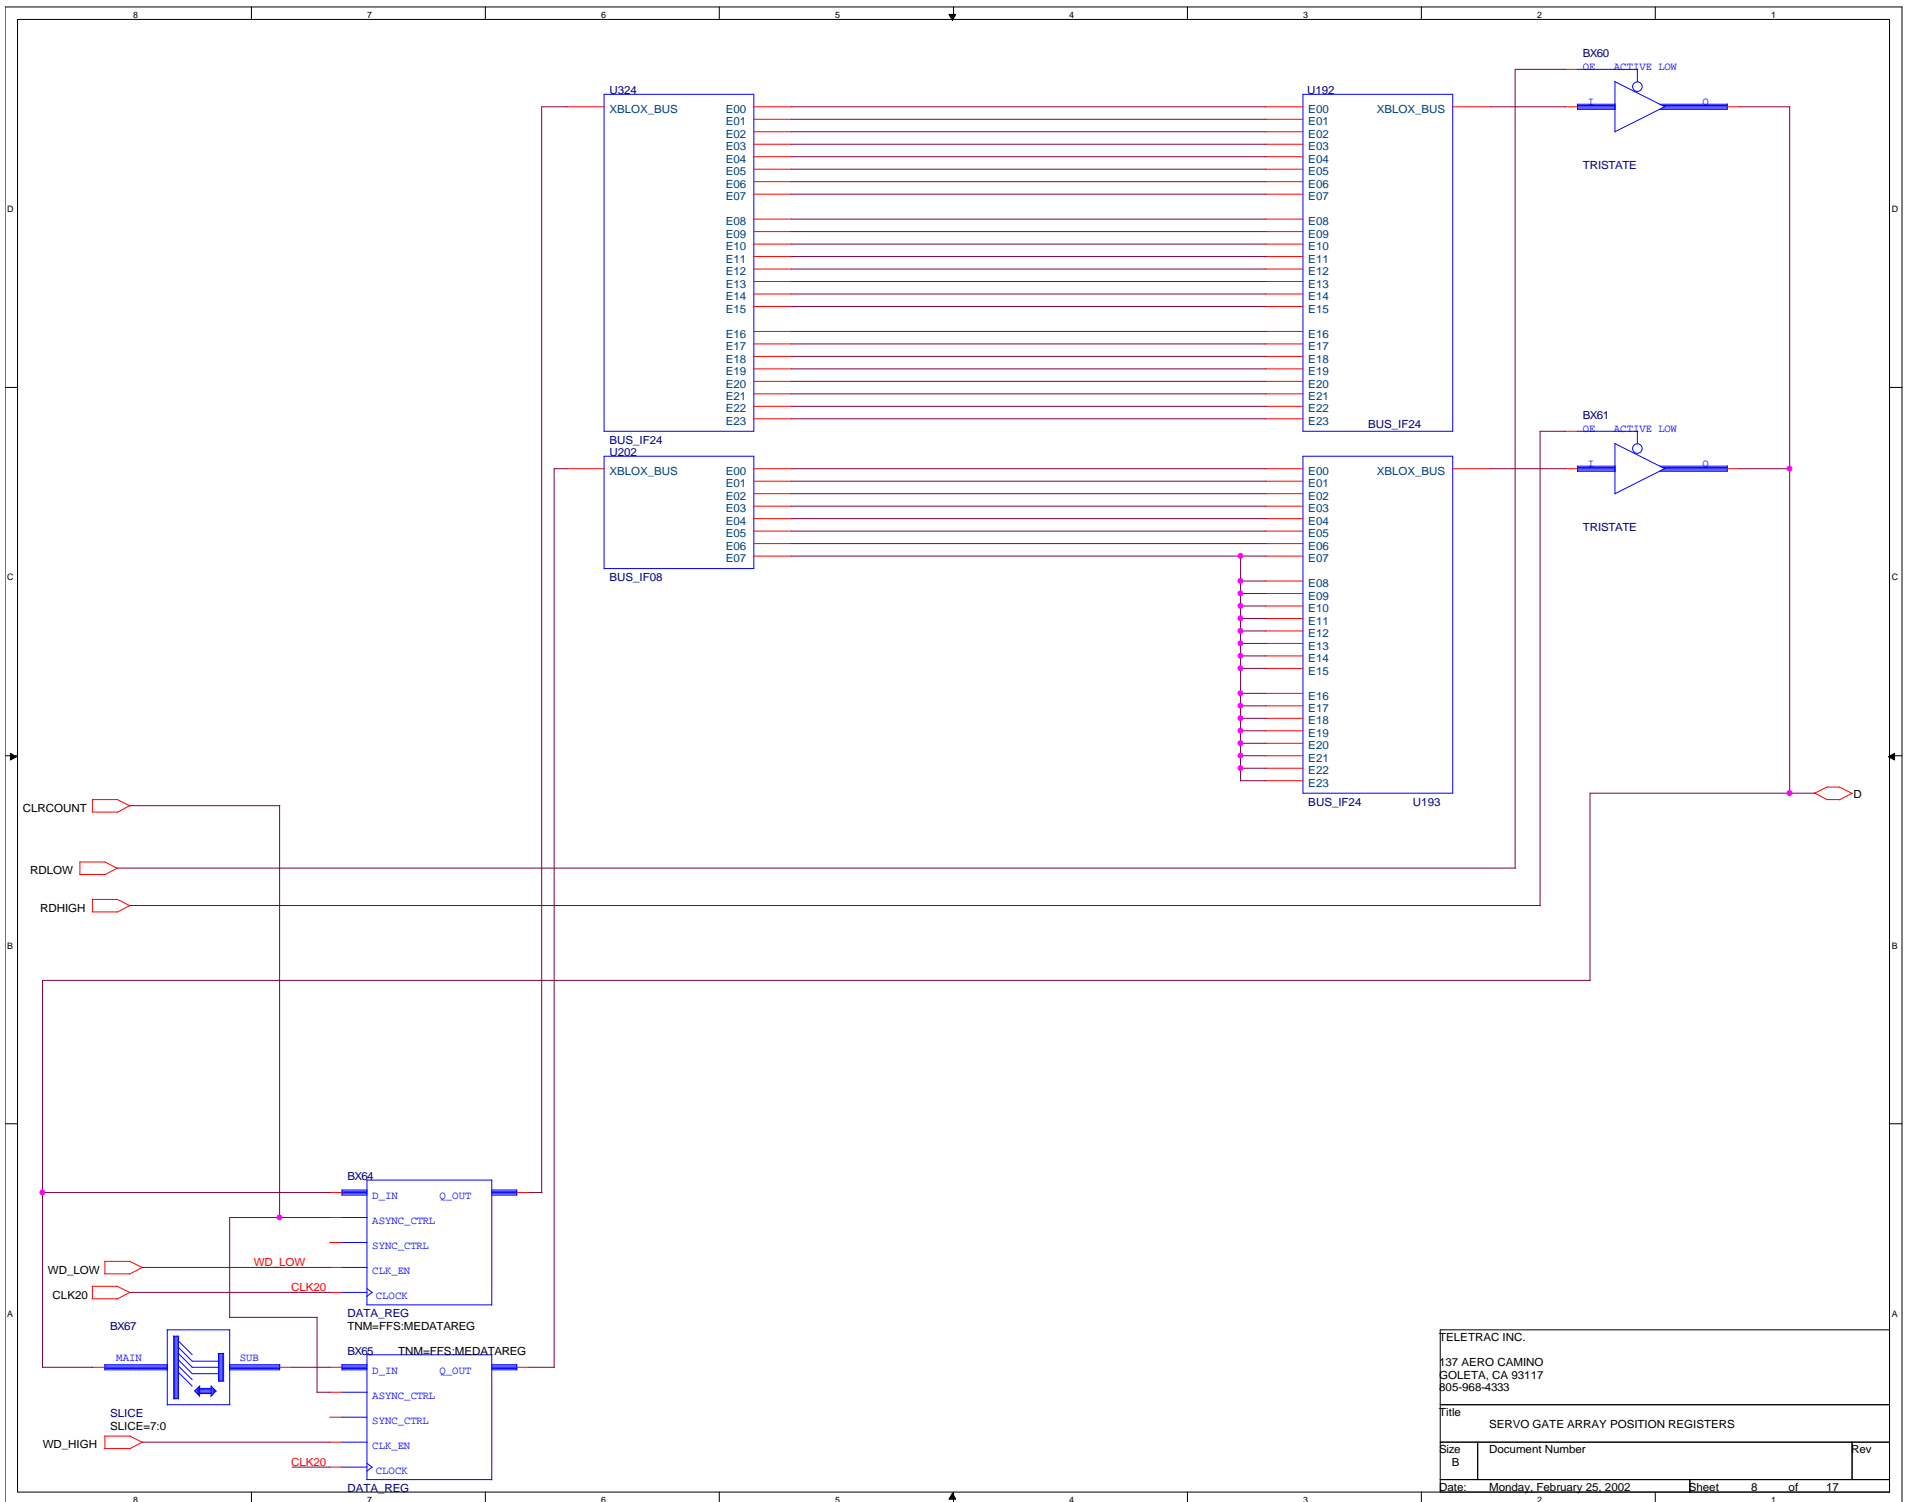 8 7 6 5 4 3 2 1
BX60
OE ACTIVE LOW
I O
TRISTATE
U324
XBLOX_BUS
E00
E01
E02
E03
E04
E05
E06
E07
E08
E09
E10
E11
E12
E13
E14
E15
E16
E17
E18
E19
E20
E21
E22
E23
BUS_IF24
U192
E00 XBLOX_BUS
E01
E02
E03
E04
E05
E06
E07
E08
E09
E10
E11
E12
E13
E14
E15
E16
E17
E18
E19
E20
E21
E22
E23
BUS_IF24
D D
BX61
OE ACTIVE LOW
I O
TRISTATE
U202
XBLOX_BUS
E00
E01
E02
E03
E04
E05
E06
E07
BUS_IF08
E00 XBLOX_BUS
E01
E02
E03
E04
E05
E06
E07
E08
E09
E10
E11
E12
E13
E14
E15
E16
E17
E18
E19
E20
E21
E22
E23
BUS_IF24 U193
C C
CLRCOUNT
D
RDLOW
RDHIGH
B B
BX64
D_IN Q_OUT
ASYNC_CTRL
SYNC_CTRL
WD_LOW WD_LOW CLK_EN
CLK20 CLK20 CLOCK
DATA_REG
TNM=FFS:MEDATAREG
A A
BX67
MAIN SUB
SLICE
SLICE=7:0
BX65 TNM=FFS:MEDATAREG
D_IN Q_OUT
ASYNC_CTRL
SYNC_CTRL
WD_HIGH CLK_EN
CLK20 CLOCK
DATA_REG
TELETRAC INC.
137 AERO CAMINO
GOLETA, CA 93117
805-968-4333
Title
SERVO GATE ARRAY POSITION REGISTERS
Size Document Number Rev
B
Date: Monday, February 25, 2002 Sheet 8 of 17
8 7 6 5 4 3 2 1